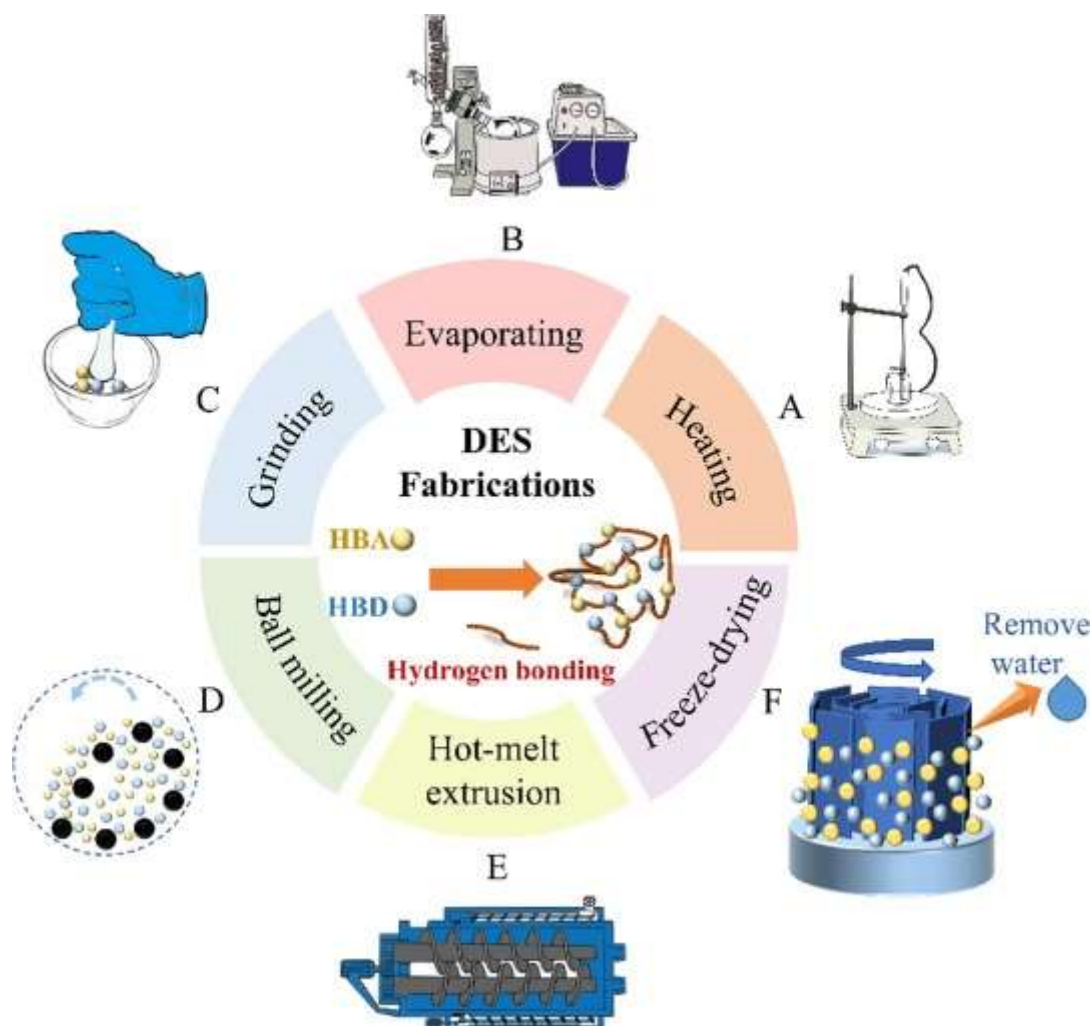 B
Evaporating
C
Grinding
A
Heating
DES
Fabrications
HBA
HBD
Hydrogen bonding
D
Ball milling
Hot-melt
extrusion
E
Freeze-drying
F
Remove
water